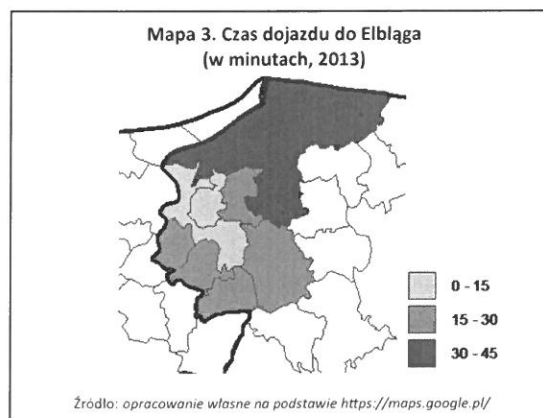 Mapa 3. Czas dojazdu do Elbląga
(w minutach, 2013)
0 - 15
15 - 30
30 - 45
Źródło: opracowanie własne na podstawie https://maps.google.pl/